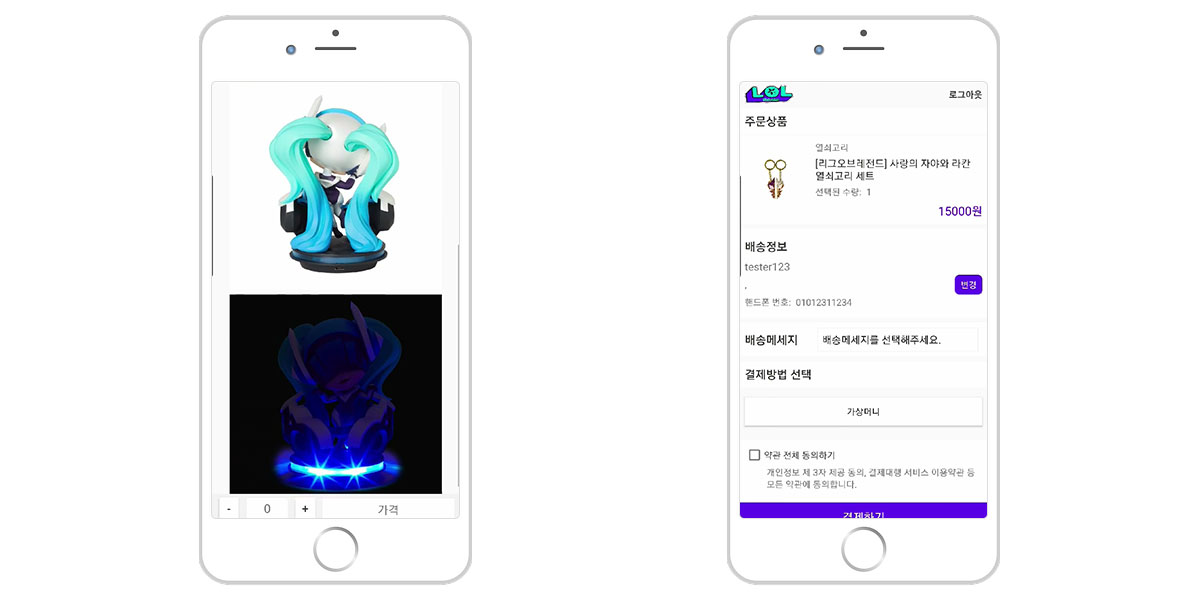 - 0 + 가격
LOL
로그아웃
주문상품
열쇠고리
[리그오브레전드] 사랑의 자야와 라칸
열쇠고리 세트
선택된 수량: 1
15000원
배송정보
tester123
,
변경
핸드폰 번호: 01012311234
배송메세지 배송메세지를 선택해주세요.
결제방법 선택
가상머니
약관 전체 동의하기
개인정보 제 3자 제공 동의, 결제대행 서비스 이용약관 등
모든 약관에 동의합니다.
결제하기